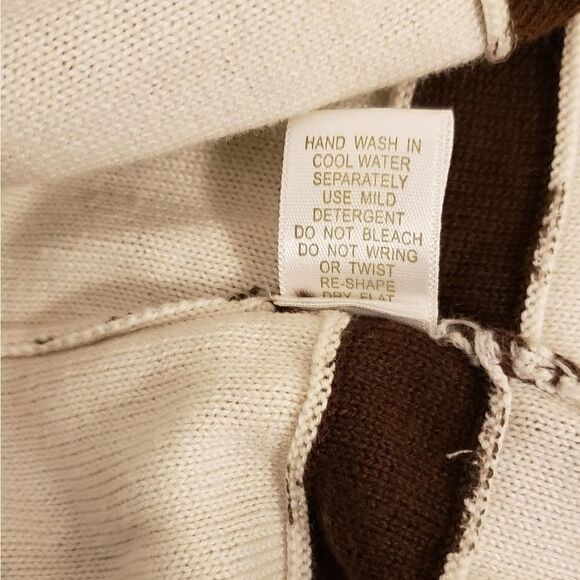 HAND WASH IN
COOL WATER
SEPARATELY
USE MILD
DETERGENT
DO NOT BLEACH
DO NOT WRING
OR TWIST
RE-SHAPE
DRY FLAT